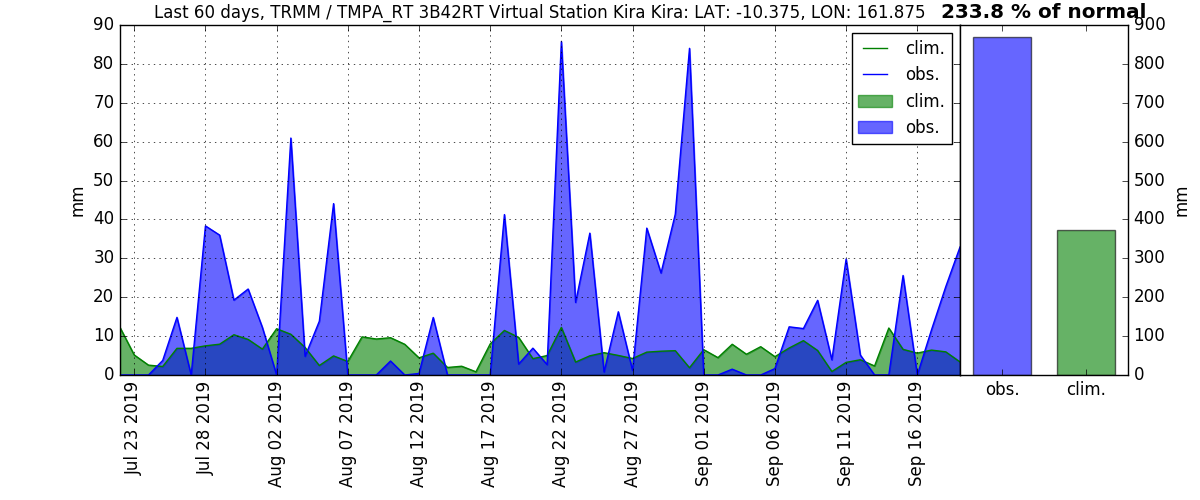 Last 60 days, TRMM / TMPA_RT 3B42RT Virtual Station Kira Kira: LAT: -10.375, LON: 161.875 233.8 % of normal
90
80
70
60
50
40
30
20
10
0
mm
clim.
obs.
clim.
obs.
Jul 23 2019
Jul 28 2019
Aug 02 2019
Aug 07 2019
Aug 12 2019
Aug 17 2019
Aug 22 2019
Aug 27 2019
Sep 01 2019
Sep 06 2019
Sep 11 2019
Sep 16 2019
900
800
700
600
500
400
300
200
100
0
mm
obs. clim.